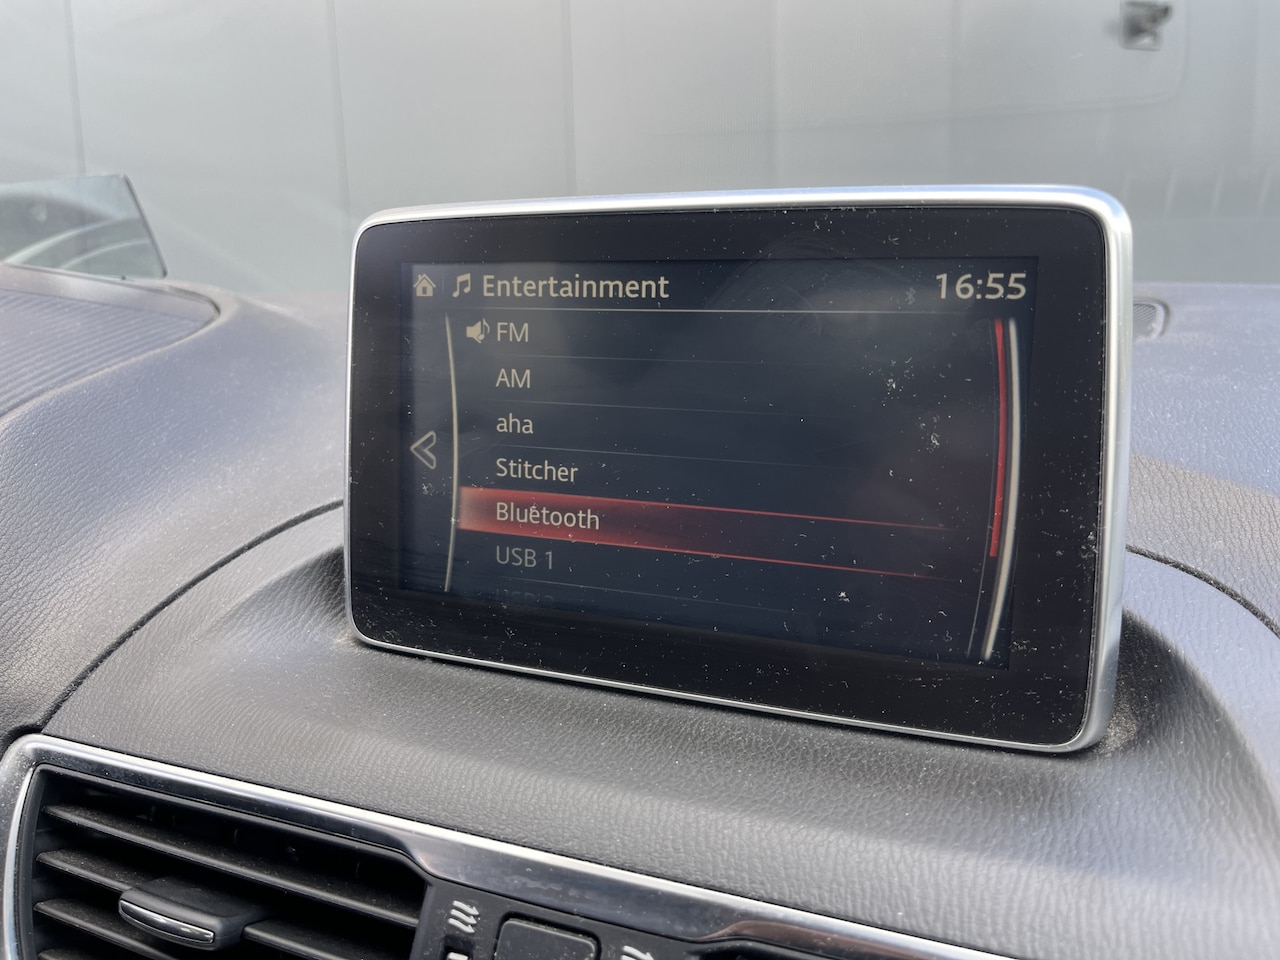 Entertainment 16:55
FM
AM
aha
Stitcher
Bluetooth
USB 1